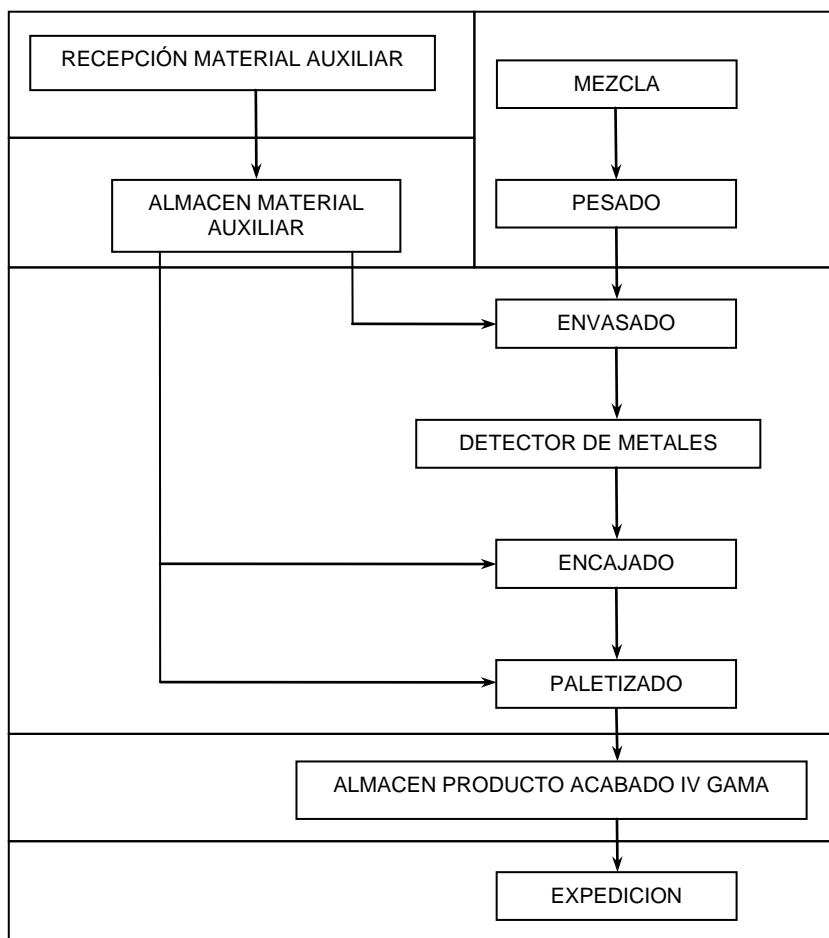 RECEPCIÓN MATERIAL AUXILIAR
MEZCLA
ALMACEN MATERIAL
AUXILIAR
PESADO
ENVASADO
DETECTOR DE METALES
ENCAJADO
PALETIZADO
ALMACEN PRODUCTO ACABADO IV GAMA
EXPEDICION